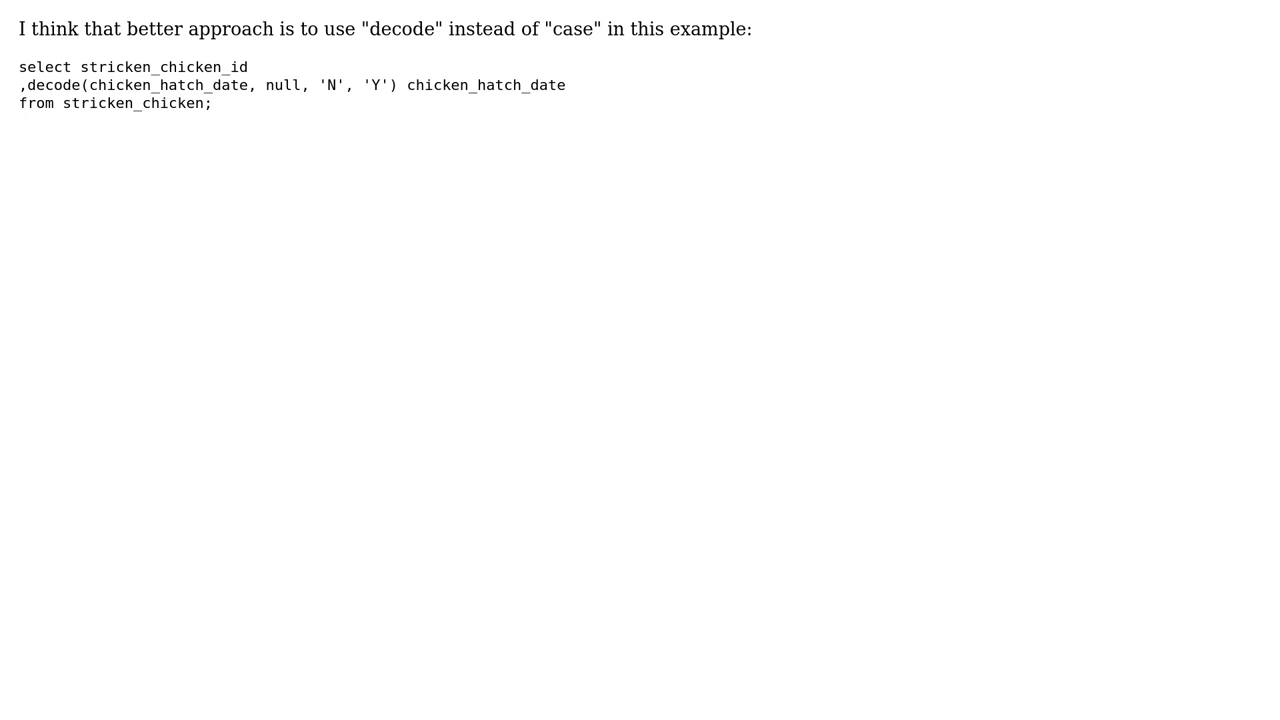 I think that better approach is to use "decode" instead of "case" in this example:
select stricken_chicken_id
,decode(chicken_hatch_date, null, 'N', 'Y') chicken_hatch_date
from stricken_chicken;